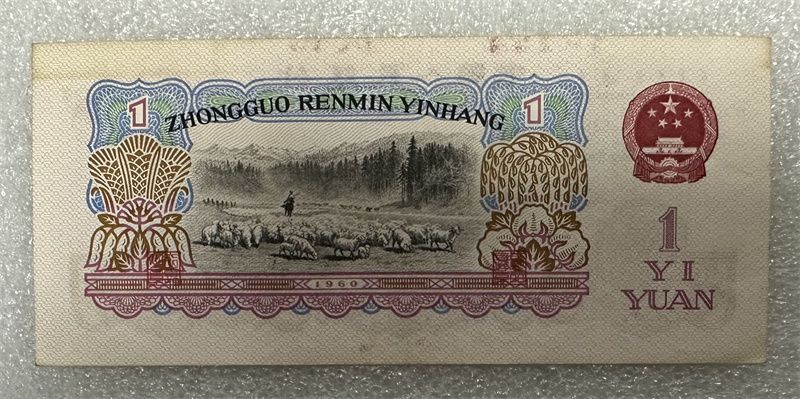 1
ZHONGGUO RENMIN YINHANG
1
1960
1
YI
YUAN